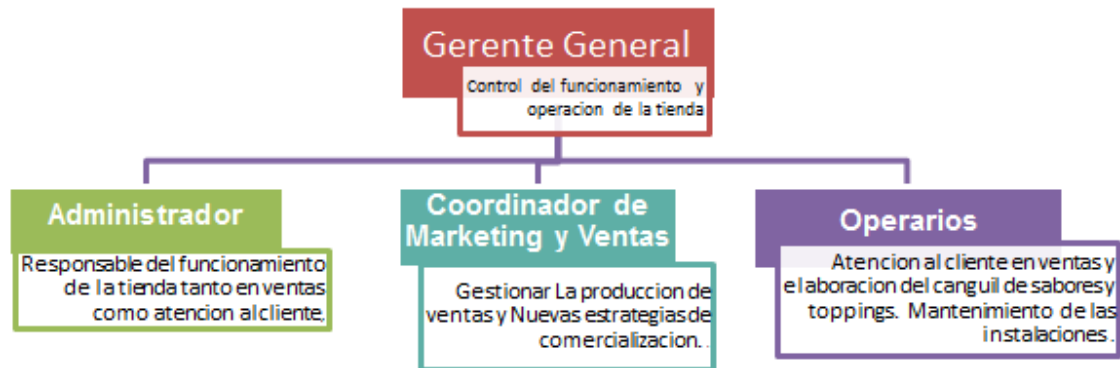 Gerente General
Control del funcionamiento y
operacion de la tienda
Administrador
Responsable del funcionamiento
de la tienda tanto en ventas
como atencion al cliente,
Coordinador de
Marketing y Ventas
Gestionar La produccion de
ventas y Nuevas estrategias de
comercializacion. .
Operarios
Atencion al cliente en ventas y
elaboracion del canguil de sabores y
toppings. Mantenimiento de las
instalaciones .